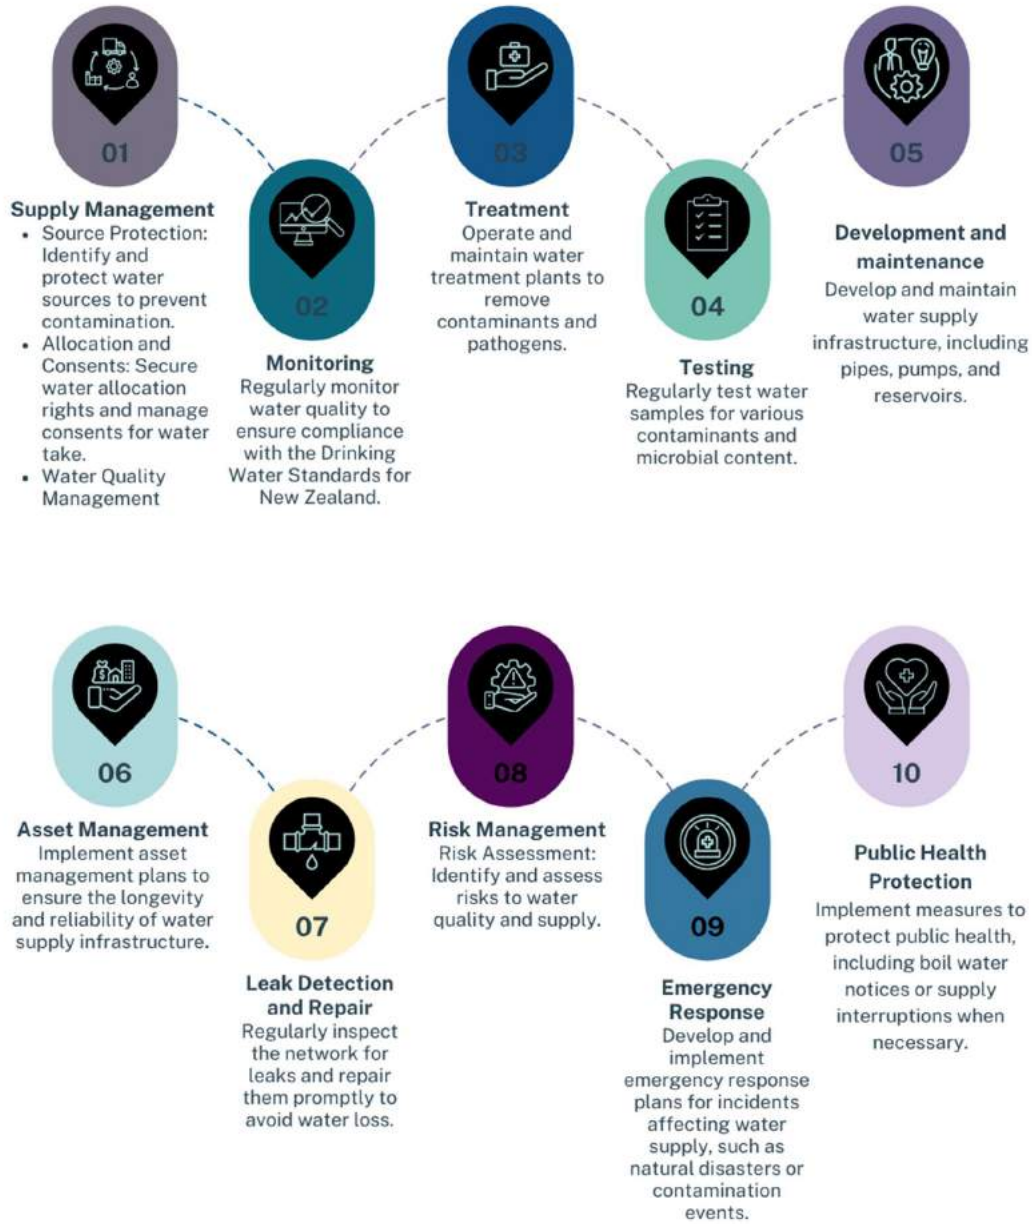 01
Supply Management
• Source Protection:
Identify and
protect water
sources to prevent
contamination.
• Allocation and
Consents: Secure
water allocation
rights and manage
consents for water
take.
• Water Quality
Management
02
Monitoring
Regularly monitor
water quality to
ensure compliance
with the Drinking
Water Standards for
New Zealand.
03
Treatment
Operate and
maintain water
treatment plants to
remove
contaminants and
pathogens.
04
Testing
Regularly test water
samples for various
contaminants and
microbial content.
05
Development and
maintenance
Develop and maintain
water supply
infrastructure, including
pipes, pumps, and
reservoirs.
06
Asset Management
Implement asset
management plans to
ensure the longevity
and reliability of water
supply infrastructure.
07
Leak Detection
and Repair
Regularly inspect
the network for
leaks and repair
them promptly to
avoid water loss.
08
Risk Management
Risk Assessment:
Identify and assess
risks to water
quality and supply.
09
Emergency
Response
Develop and
implement
emergency response
plans for incidents
affecting water
supply, such as
natural disasters or
contamination
events.
10
Public Health
Protection
Implement measures to
protect public health,
including boil water
notices or supply
interruptions when
necessary.